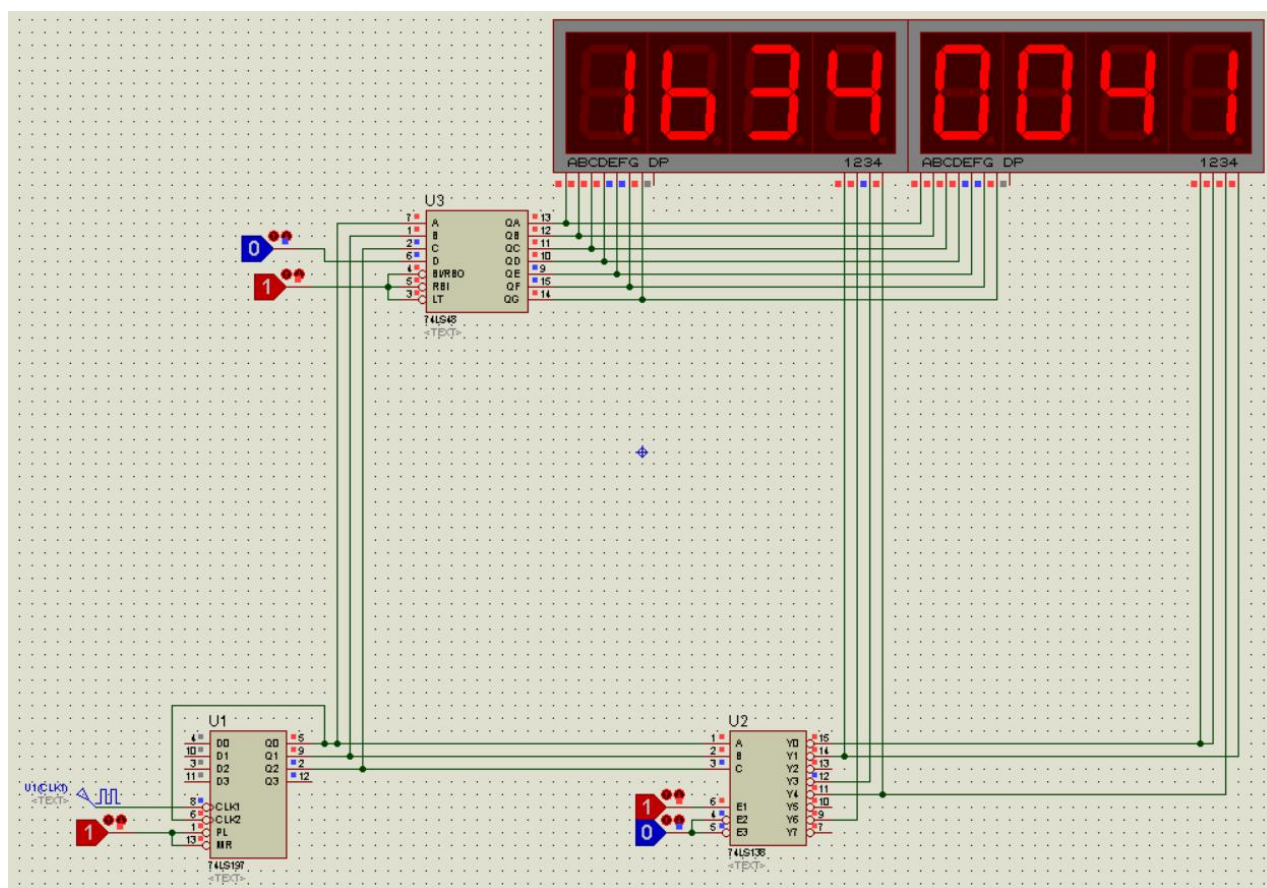 1634 0041
ABCDEFG DP 1234 ABCDEFG DP 1234
U3
7 A QA 13
1 B QB 12
0 2 C QC 11
6 D QD 10
4 BI/RBO QE 9
1 5 RBI QF 15
3 LT QG 14
74LS48
<TEXT>
U1 U2
4 D0 Q0 5 1 A Y0 15
10 D1 Q1 9 2 B Y1 14
3 D2 Q2 2 3 C Y2 13
11 D3 Q3 12 Y3 12
U1(CLK1) Y4 11
<TEXT> 8 CLK1 1 6 E1 Y5 10
6 CLK2 4 E2 Y6 9
1 1 PL 0 5 E3 Y7 7
13 MR
74LS197 74LS138
<TEXT> <TEXT>